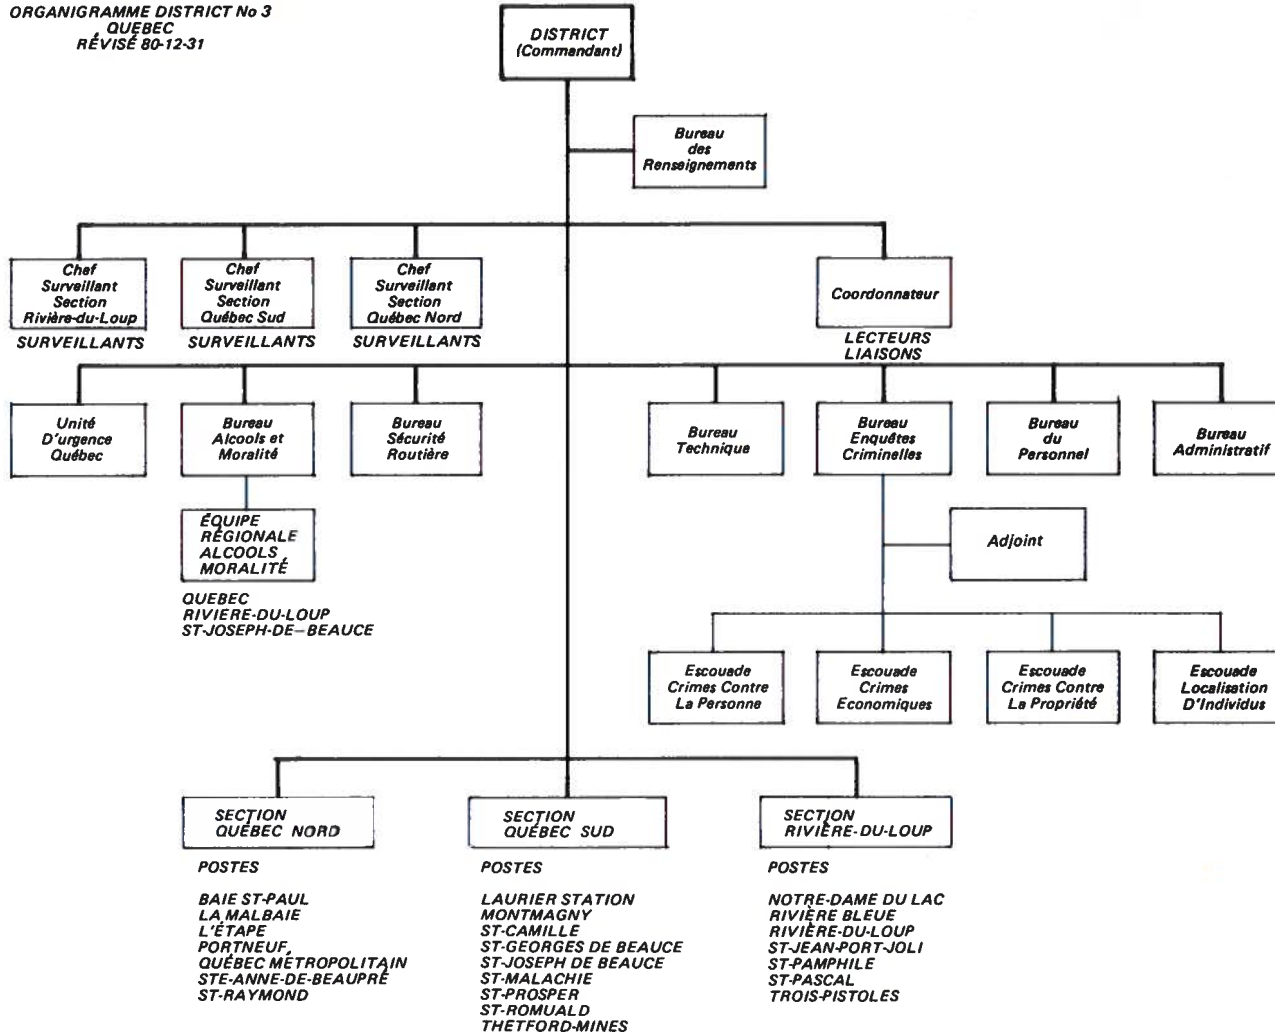 ORGANIGRAMME DISTRICT No 3
QUEBEC
RÉVISÉ 80-12-31
DISTRICT
(Commandant)
Bureau
des
Renseignements
Chef
Surveillant
Section
Rivière-du-Loup
SURVEILLANTS
Chef
Surveillant
Section
Québec Sud
SURVEILLANTS
Chef
Surveillant
Section
Québec Nord
SURVEILLANTS
Coordonnateur
LECTEURS
LIAISONS
Unité
D'urgence
Québec
Bureau
Alcools et
Moralité
Bureau
Sécurité
Routière
Bureau
Technique
Bureau
Enquêtes
Criminelles
Bureau
du
Personnel
Bureau
Administratif
ÉQUIPE
RÉGIONALE
ALCOOLS
MORALITÉ
QUEBEC
RIVIERE-DU-LOUP
ST-JOSEPH-DE-BEAUCE
Adjoint
Escouade
Crimes Contre
La Personne
Escouade
Crimes
Economiques
Escouade
Crimes Contre
La Propriété
Escouade
Localisation
D'Individus
SECTION
QUÉBEC NORD
POSTES
BAIE ST-PAUL
LA MALBAIE
L'ÉTAPE
PORTNEUF
QUÉBEC MÉTROPOLITAIN
STE-ANNE-DE-BEAUPRÉ
ST-RAYMOND
SECTION
QUÉBEC SUD
POSTES
LAURIER STATION
MONTMAGNY
ST-CAMILLE
ST-GEORGES DE BEAUCE
ST-JOSEPH DE BEAUCE
ST-MALACHIE
ST-PROSPER
ST-ROMUALD
THETFORD-MINES
SECTION
RIVIÈRE-DU-LOUP
POSTES
NOTRE-DAME DU LAC
RIVIÈRE BLEUE
RIVIÈRE-DU-LOUP
ST-JEAN-PORT-JOLI
ST-PAMPHILE
ST-PASCAL
TROIS-PISTOLES